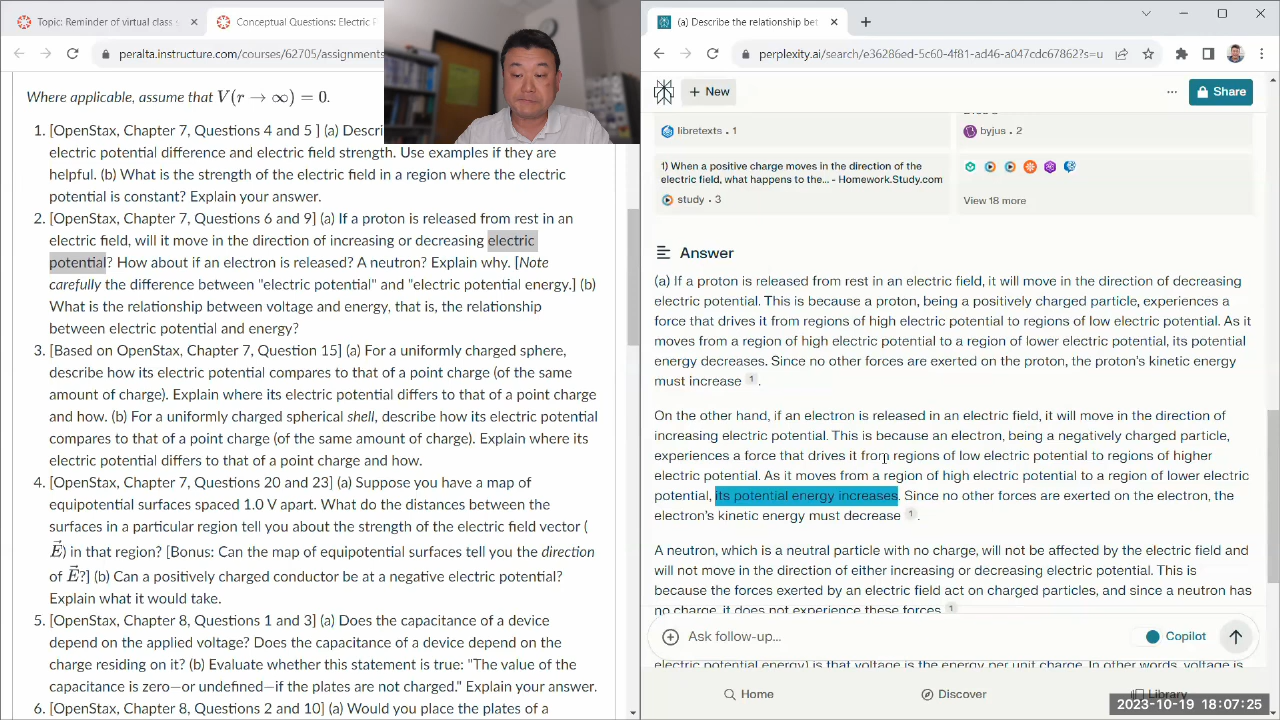 Topic: Reminder of virtual class
Conceptual Questions: Electric
(a) Describe the relationship bet
peralta.instructure.com/courses/62705/assignments
perplexity.ai/search/e36286ed-5c60-4f81-ad46-a047cdc67862?s=u
Where applicable, assume that V(r → ∞) = 0.
1. [OpenStax, Chapter 7, Questions 4 and 5 ] (a) Descri
electric potential difference and electric field strength. Use examples if they are
helpful. (b) What is the strength of the electric field in a region where the electric
potential is constant? Explain your answer.
2. [OpenStax, Chapter 7, Questions 6 and 9] (a) If a proton is released from rest in an
electric field, will it move in the direction of increasing or decreasing electric
potential? How about if an electron is released? A neutron? Explain why. [Note
carefully the difference between "electric potential" and "electric potential energy.] (b)
What is the relationship between voltage and energy, that is, the relationship
between electric potential and energy?
3. [Based on OpenStax, Chapter 7, Question 15] (a) For a uniformly charged sphere,
describe how its electric potential compares to that of a point charge (of the same
amount of charge). Explain where its electric potential differs to that of a point charge
and how. (b) For a uniformly charged spherical shell, describe how its electric potential
compares to that of a point charge (of the same amount of charge). Explain where its
electric potential differs to that of a point charge and how.
4. [OpenStax, Chapter 7, Questions 20 and 23] (a) Suppose you have a map of
equipotential surfaces spaced 1.0 V apart. What do the distances between the
surfaces in a particular region tell you about the strength of the electric field vector (
E⃗) in that region? [Bonus: Can the map of equipotential surfaces tell you the direction
of E⃗?] (b) Can a positively charged conductor be at a negative electric potential?
Explain what it would take.
5. [OpenStax, Chapter 8, Questions 1 and 3] (a) Does the capacitance of a device
depend on the applied voltage? Does the capacitance of a device depend on the
charge residing on it? (b) Evaluate whether this statement is true: "The value of the
capacitance is zero—or undefined—if the plates are not charged." Explain your answer.
6. [OpenStax, Chapter 8, Questions 2 and 10] (a) Would you place the plates of a
+ New
Share
libretexts · 1
byjus · 2
1) When a positive charge moves in the direction of the
electric field, what happens to the... - Homework.Study.com
study · 3
View 18 more
Answer
(a) If a proton is released from rest in an electric field, it will move in the direction of decreasing
electric potential. This is because a proton, being a positively charged particle, experiences a
force that drives it from regions of high electric potential to regions of low electric potential. As it
moves from a region of high electric potential to a region of lower electric potential, its potential
energy decreases. Since no other forces are exerted on the proton, the proton's kinetic energy
must increase 1 .
On the other hand, if an electron is released in an electric field, it will move in the direction of
increasing electric potential. This is because an electron, being a negatively charged particle,
experiences a force that drives it from regions of low electric potential to regions of higher
electric potential. As it moves from a region of high electric potential to a region of lower electric
potential, its potential energy increases. Since no other forces are exerted on the electron, the
electron's kinetic energy must decrease 1 .
A neutron, which is a neutral particle with no charge, will not be affected by the electric field and
will not move in the direction of either increasing or decreasing electric potential. This is
because the forces exerted by an electric field act on charged particles, and since a neutron has
no charge, it does not experience these forces 1
Ask follow-up...
Copilot
electric potential energy) is that voltage is the energy per unit charge. In other words, voltage is
Home
Discover
Library
2023-10-19 18:07:25